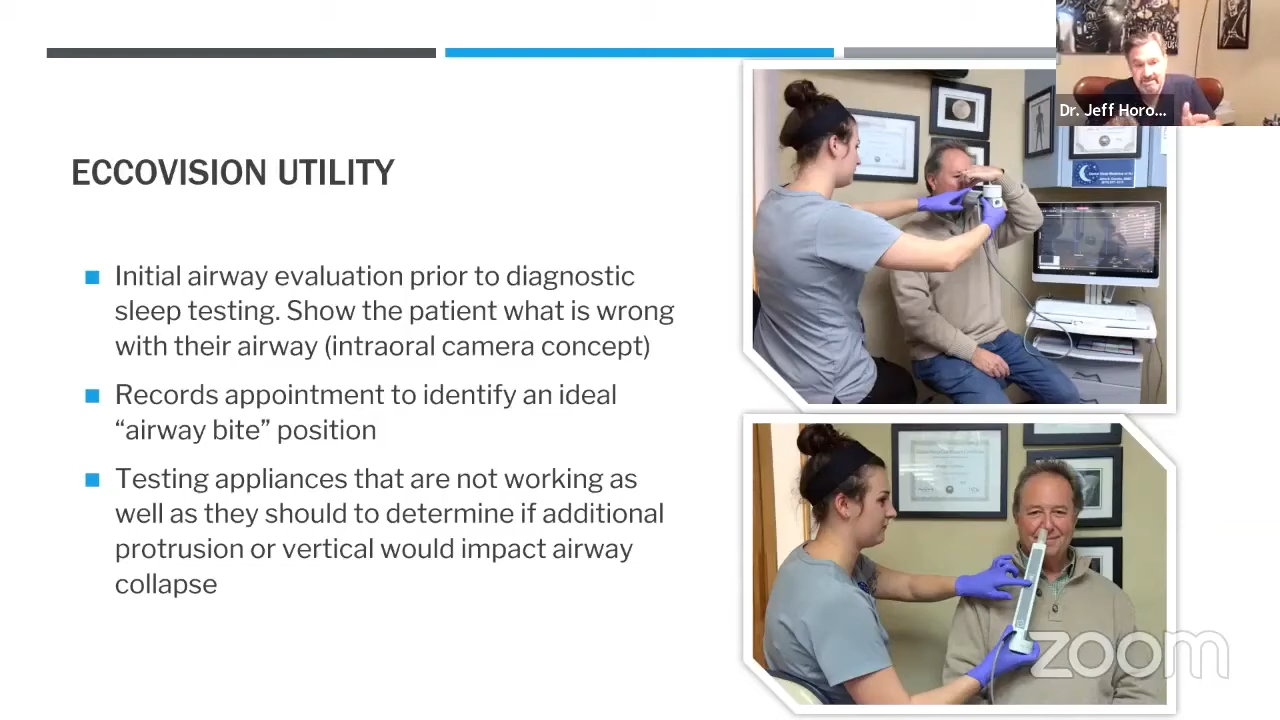 Dr. Jeff Horo...
ECCOVISION UTILITY
Initial airway evaluation prior to diagnostic
sleep testing. Show the patient what is wrong
with their airway (intraoral camera concept)
Records appointment to identify an ideal
“airway bite” position
Testing appliances that are not working as
well as they should to determine if additional
protrusion or vertical would impact airway
collapse
zoom